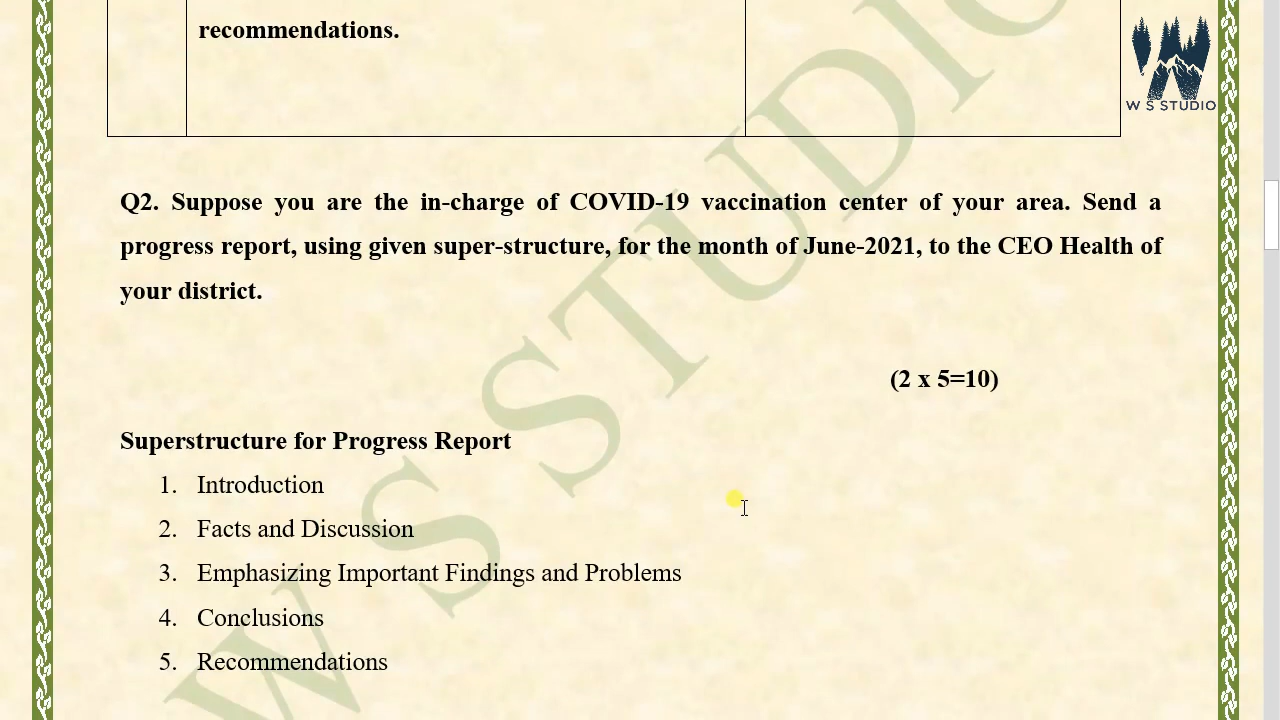 recommendations.
W S STUDIO
Q2. Suppose you are the in-charge of COVID-19 vaccination center of your area. Send a
progress report, using given super-structure, for the month of June-2021, to the CEO Health of
your district.
(2 x 5=10)
Superstructure for Progress Report
1. Introduction
2. Facts and Discussion
3. Emphasizing Important Findings and Problems
4. Conclusions
5. Recommendations
W S STUDIO